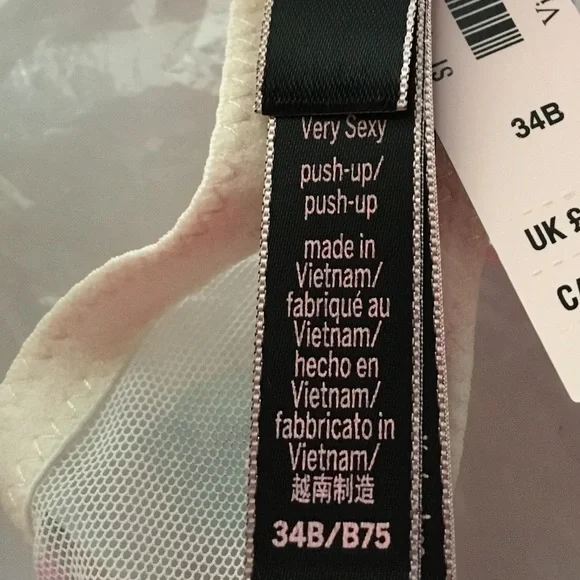 Very Sexy
push-up/
push-up
made in
Vietnam/
fabriqué au
Vietnam/
hecho en
Vietnam/
fabbricato in
Vietnam/
越南制造
34B/B75
34B
UK £